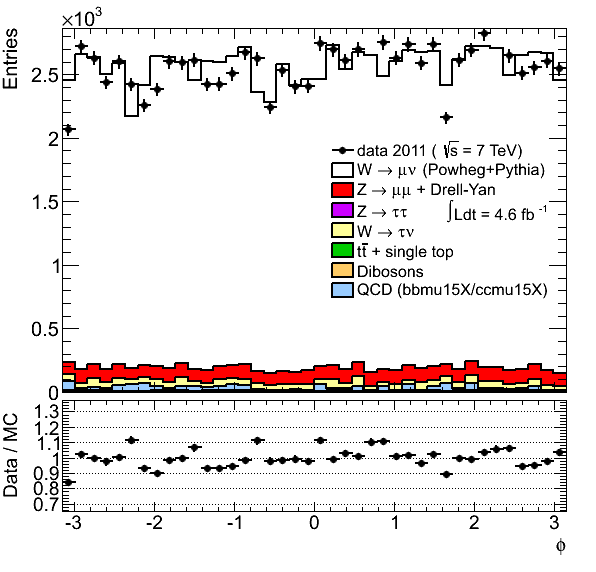 ×10³
Entries
2.5
2
1.5
1
0.5
0
data 2011 ( √s = 7 TeV)
W → μν (Powheg+Pythia)
Z → μμ + Drell-Yan
Z → ττ
∫Ldt = 4.6 fb⁻¹
W → τν
tt̄ + single top
Dibosons
QCD (bbmu15X/ccmu15X)
Data / MC
1.3
1.2
1.1
1
0.9
0.8
0.7
-3 -2 -1 0 1 2 3
ϕ